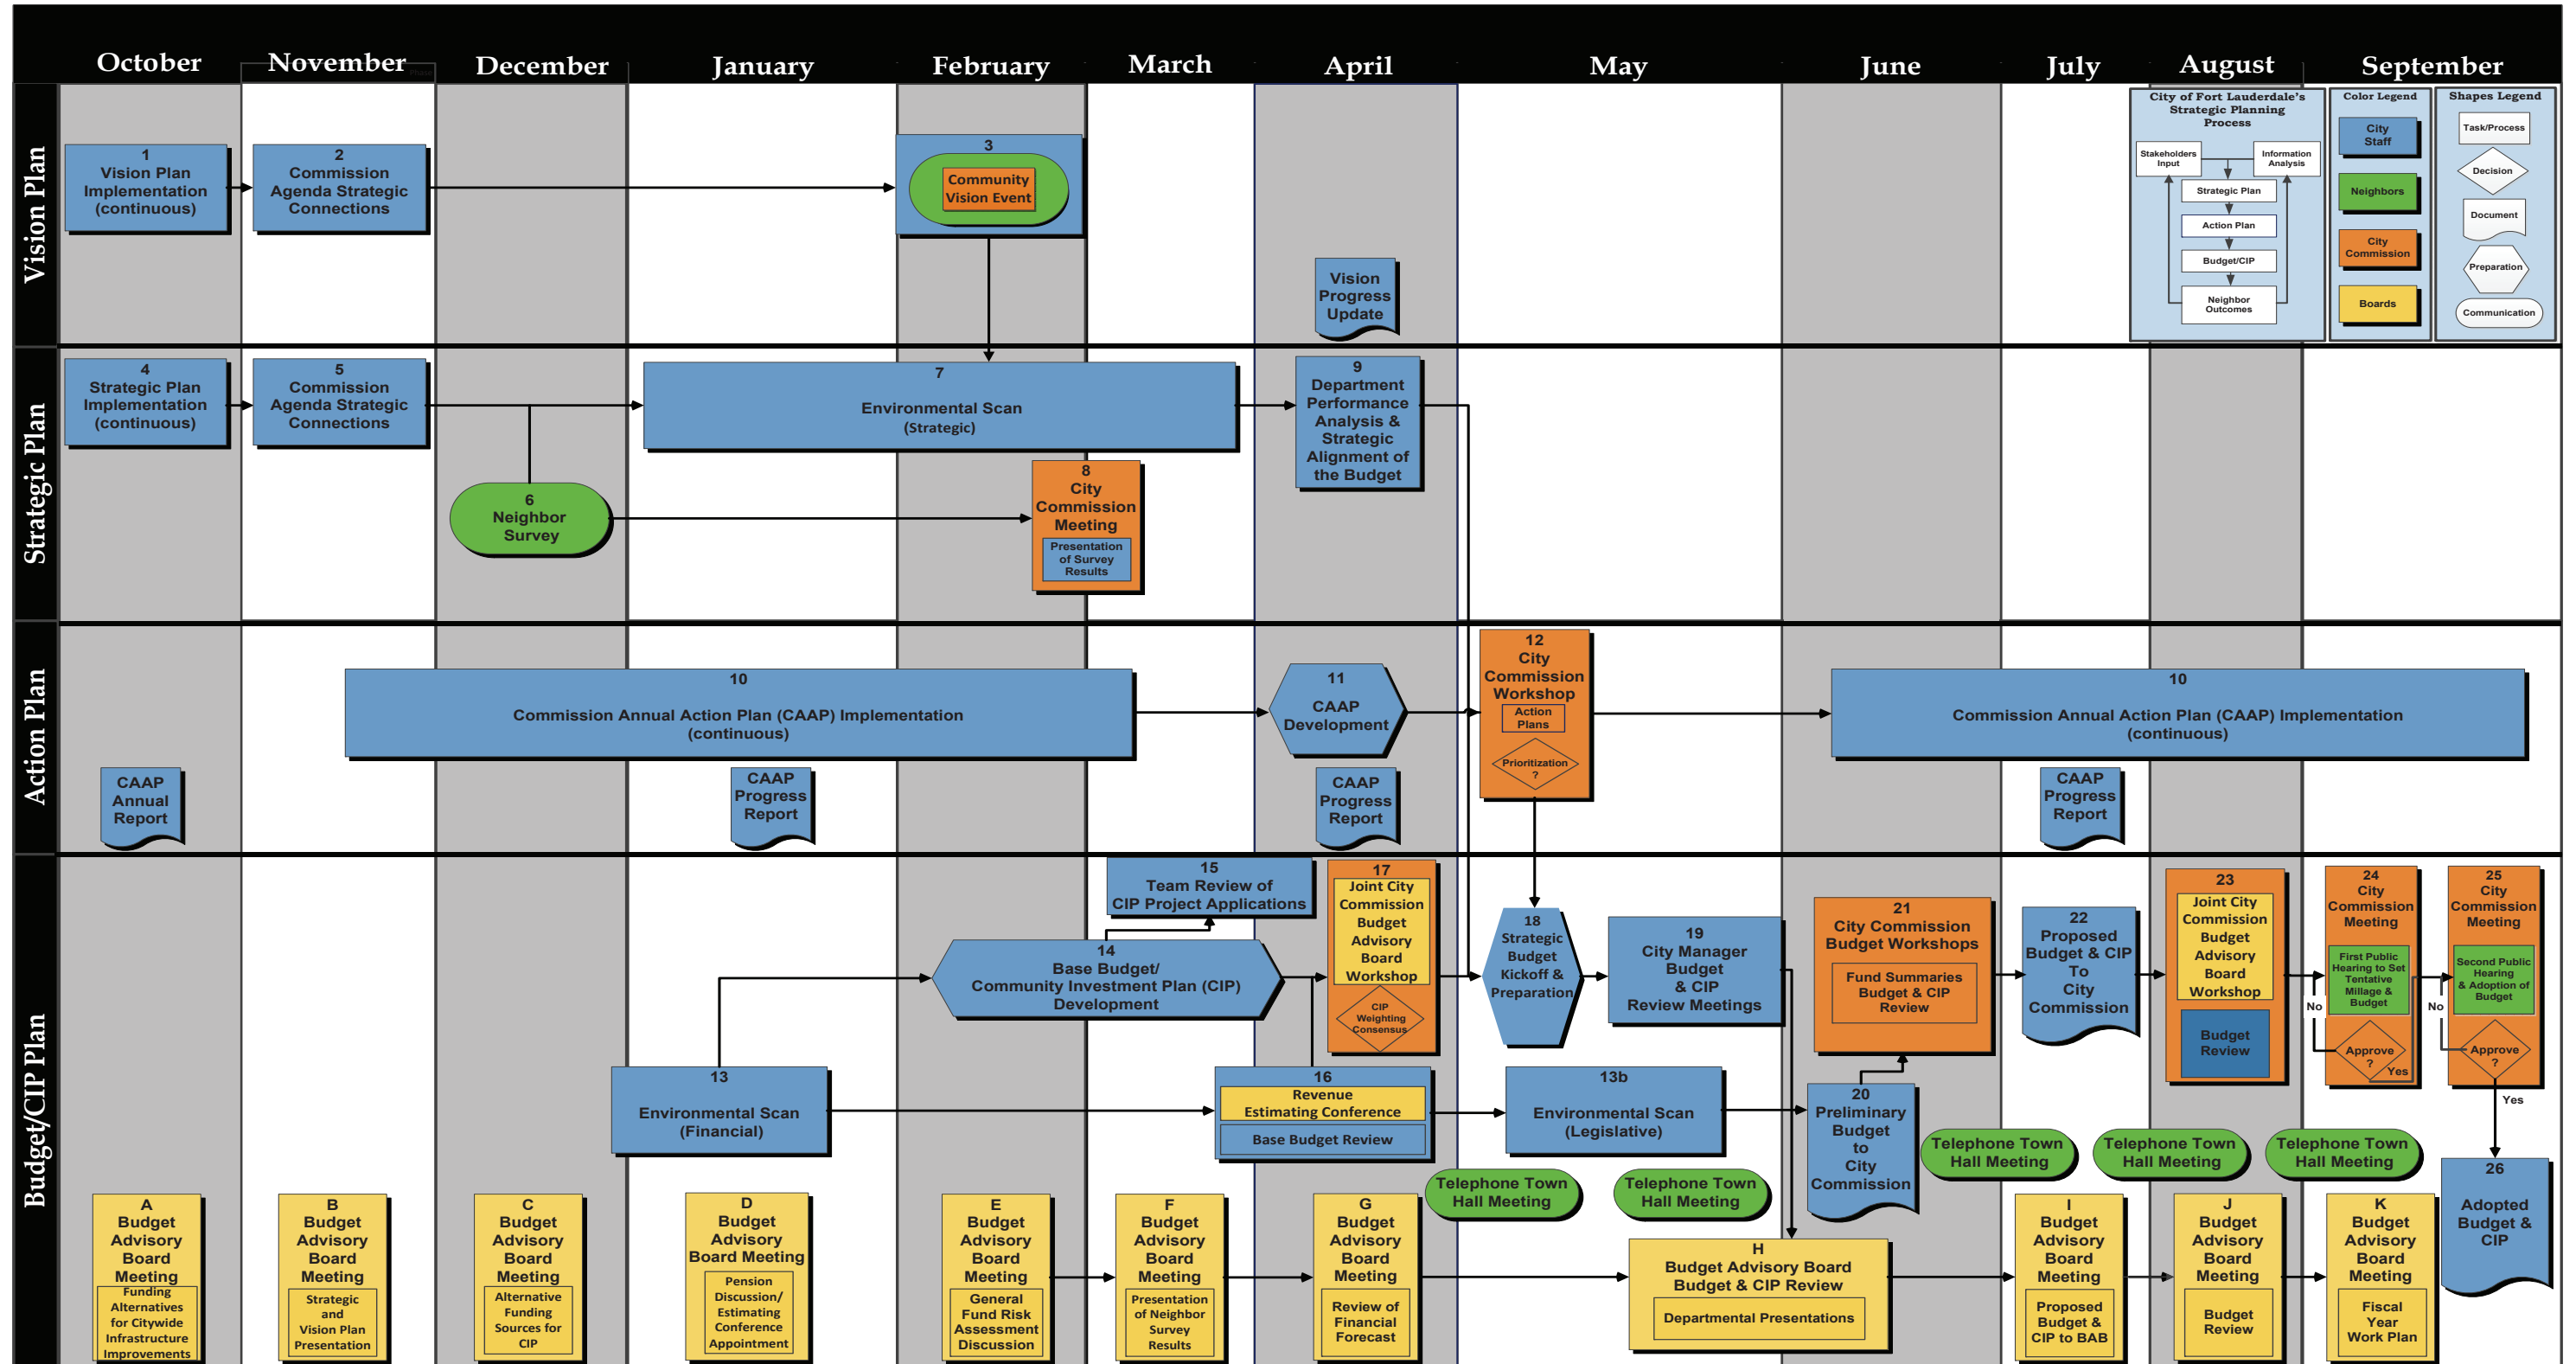 October
November
Phase
December
January
February
March
April
May
June
July
August
September
Vision Plan
1
Vision Plan
Implementation
(continuous)
2
Commission
Agenda Strategic
Connections
3
Community
Vision Event
Vision
Progress
Update
City of Fort Lauderdale's
Strategic Planning
Process
Stakeholders
Input
Information
Analysis
Strategic Plan
Action Plan
Budget/CIP
Neighbor
Outcomes
Color Legend
City
Staff
Neighbors
City
Commission
Boards
Shapes Legend
Task/Process
Decision
Document
Preparation
Communication
Strategic Plan
4
Strategic Plan
Implementation
(continuous)
5
Commission
Agenda Strategic
Connections
6
Neighbor
Survey
7
Environmental Scan
(Strategic)
8
City
Commission
Meeting
Presentation
of Survey
Results
9
Department
Performance
Analysis &
Strategic
Alignment of
the Budget
Action Plan
10
Commission Annual Action Plan (CAAP) Implementation
(continuous)
11
CAAP
Development
12
City
Commission
Workshop
Action
Plans
Prioritization
?
10
Commission Annual Action Plan (CAAP) Implementation
(continuous)
CAAP
Annual
Report
CAAP
Progress
Report
CAAP
Progress
Report
CAAP
Progress
Report
Budget/CIP Plan
13
Environmental Scan
(Financial)
14
Base Budget/
Community Investment Plan (CIP)
Development
15
Team Review of
CIP Project Applications
16
Revenue
Estimating Conference
Base Budget Review
17
Joint City
Commission
Budget
Advisory
Board
Workshop
CIP
Weighting
Consensus
18
Strategic
Budget
Kickoff &
Preparation
19
City Manager
Budget
& CIP
Review Meetings
13b
Environmental Scan
(Legislative)
20
Preliminary
Budget
to
City
Commission
21
City Commission
Budget Workshops
Fund Summaries
Budget & CIP
Review
22
Proposed
Budget & CIP
To
City
Commission
23
Joint City
Commission
Budget
Advisory
Board
Workshop
Budget
Review
24
City
Commission
Meeting
First Public
Hearing to Set
Tentative
Millage &
Budget
No
Approve
?
Yes
25
City
Commission
Meeting
Second Public
Hearing
& Adoption of
Budget
No
Approve
?
Yes
26
Adopted
Budget &
CIP
Telephone Town
Hall Meeting
Telephone Town
Hall Meeting
Telephone Town
Hall Meeting
Telephone Town
Hall Meeting
Telephone Town
Hall Meeting
A
Budget
Advisory
Board
Meeting
Funding
Alternatives
for Citywide
Infrastructure
Improvements
B
Budget
Advisory
Board
Meeting
Strategic
and
Vision Plan
Presentation
C
Budget
Advisory
Board
Meeting
Alternative
Funding
Sources for
CIP
D
Budget
Advisory
Board Meeting
Pension
Discussion/
Estimating
Conference
Appointment
E
Budget
Advisory
Board
Meeting
General
Fund Risk
Assessment
Discussion
F
Budget
Advisory
Board
Meeting
Presentation
of Neighbor
Survey
Results
G
Budget
Advisory
Board
Meeting
Review of
Financial
Forecast
H
Budget Advisory Board
Budget & CIP Review
Departmental Presentations
I
Budget
Advisory
Board
Meeting
Proposed
Budget &
CIP to BAB
J
Budget
Advisory
Board
Meeting
Budget
Review
K
Budget
Advisory
Board
Meeting
Fiscal
Year
Work Plan